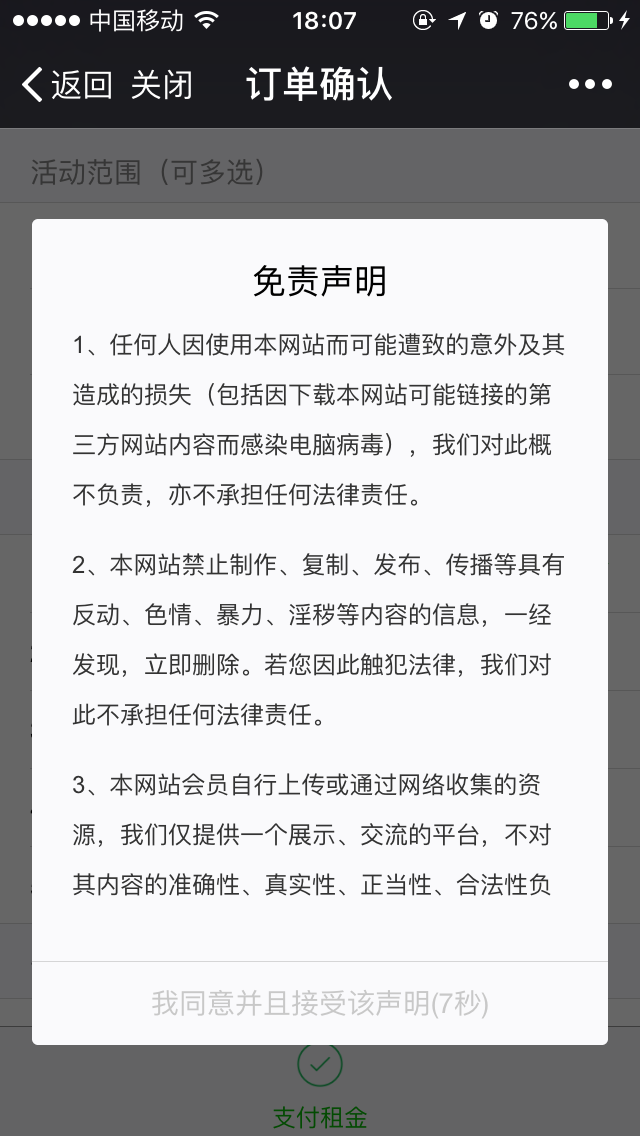 中国移动 18:07 76%
返回 关闭 订单确认
活动范围（可多选）
免责声明
1、任何人因使用本网站而可能遭致的意外及其
造成的损失（包括因下载本网站可能链接的第
三方网站内容而感染电脑病毒），我们对此概
不负责，亦不承担任何法律责任。
2、本网站禁止制作、复制、发布、传播等具有
反动、色情、暴力、淫秽等内容的信息，一经
发现，立即删除。若您因此触犯法律，我们对
此不承担任何法律责任。
3、本网站会员自行上传或通过网络收集的资
源，我们仅提供一个展示、交流的平台，不对
其内容的准确性、真实性、正当性、合法性负
我同意并且接受该声明(7秒)
支付租金